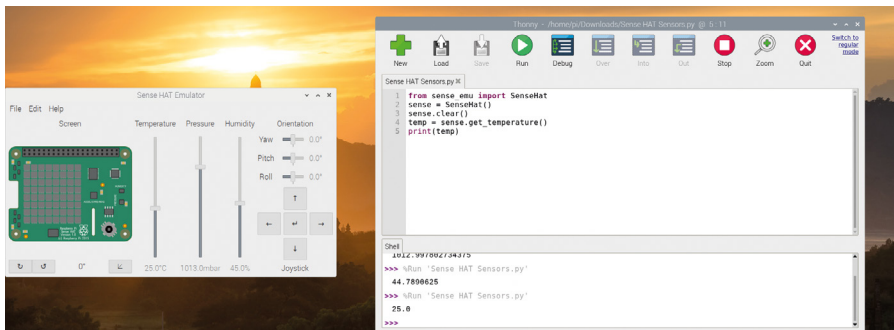 Sense HAT Emulator
File Edit Help
Screen Temperature Pressure Humidity Orientation
Yaw 0.0°
Pitch 0.0°
Roll 0.0°
↑
← ↵ →
↓
0° 25.0°C 1013.0mbar 45.0% Joystick
Thonny - /home/pi/Downloads/Sense HAT Sensors.py @ 5 : 11
New Load Save Run Debug Over Into Out Stop Zoom Quit
Switch to
regular
mode
Sense HAT Sensors.py
1 from sense_emu import SenseHat
2 sense = SenseHat()
3 sense.clear()
4 temp = sense.get_temperature()
5 print(temp)
Shell
1012.997802734375
>>> %Run 'Sense HAT Sensors.py'
44.7890625
>>> %Run 'Sense HAT Sensors.py'
25.0
>>>